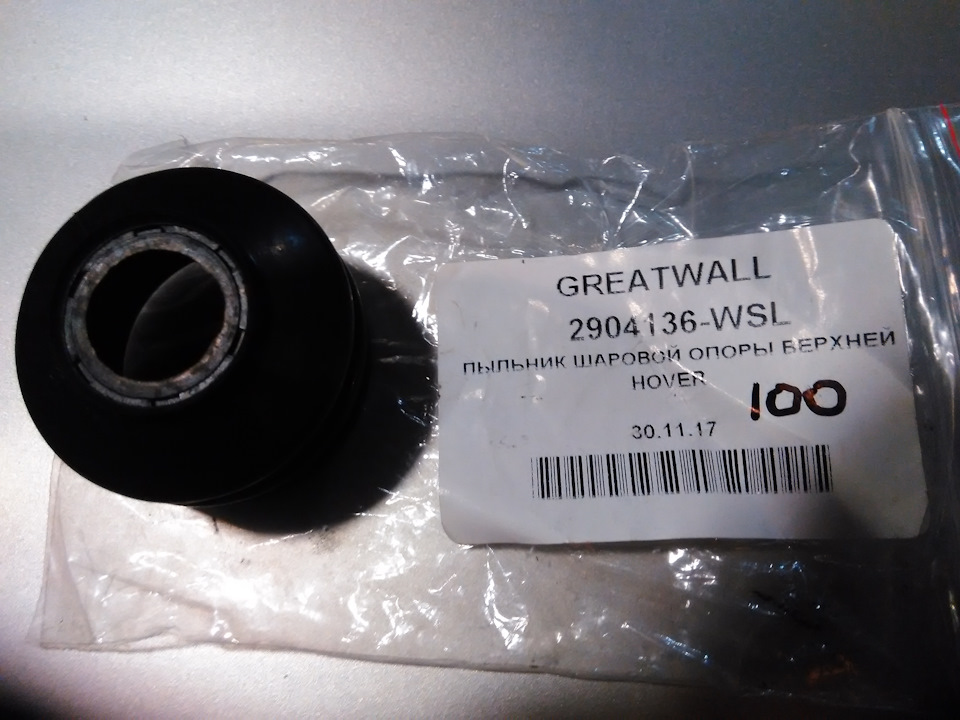 GREATWALL
2904136-WSL
ПЫЛЬНИК ШАРОВОЙ ОПОРЫ ВЕРХНЕЙ
HOVER
100
30.11.17